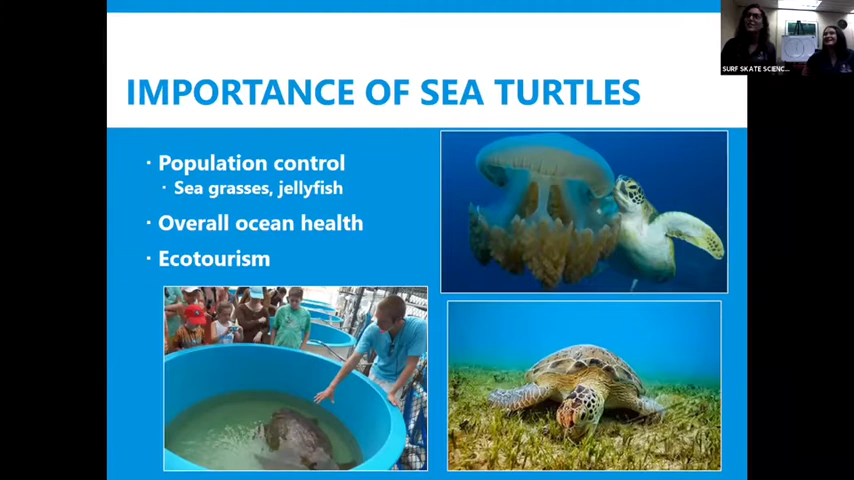 IMPORTANCE OF SEA TURTLES
SURF SKATE SCIENC...
· Population control
· Sea grasses, jellyfish
· Overall ocean health
· Ecotourism